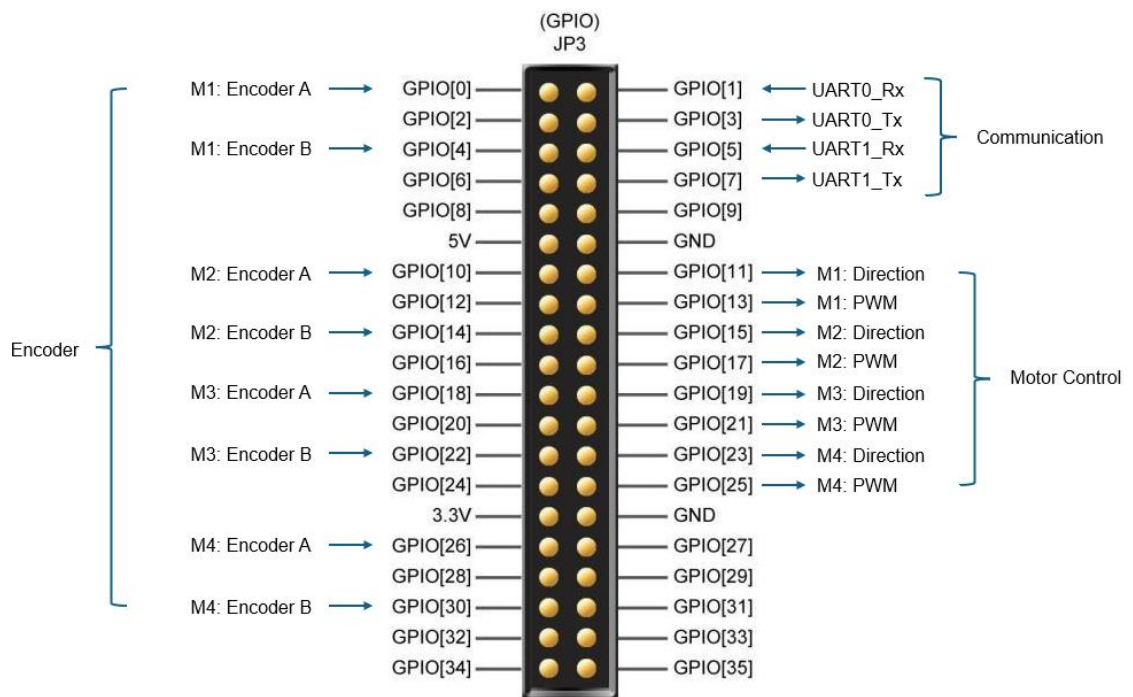 (GPIO)
JP3
M1: Encoder A GPIO[0] GPIO[1] UART0_Rx
GPIO[2] GPIO[3] UART0_Tx
Communication
M1: Encoder B GPIO[4] GPIO[5] UART1_Rx
GPIO[6] GPIO[7] UART1_Tx
GPIO[8] GPIO[9]
5V GND
M2: Encoder A GPIO[10] GPIO[11] M1: Direction
GPIO[12] GPIO[13] M1: PWM
M2: Encoder B GPIO[14] GPIO[15] M2: Direction
Encoder
GPIO[16] GPIO[17] M2: PWM
Motor Control
M3: Encoder A GPIO[18] GPIO[19] M3: Direction
GPIO[20] GPIO[21] M3: PWM
M3: Encoder B GPIO[22] GPIO[23] M4: Direction
GPIO[24] GPIO[25] M4: PWM
3.3V GND
M4: Encoder A GPIO[26] GPIO[27]
GPIO[28] GPIO[29]
M4: Encoder B GPIO[30] GPIO[31]
GPIO[32] GPIO[33]
GPIO[34] GPIO[35]